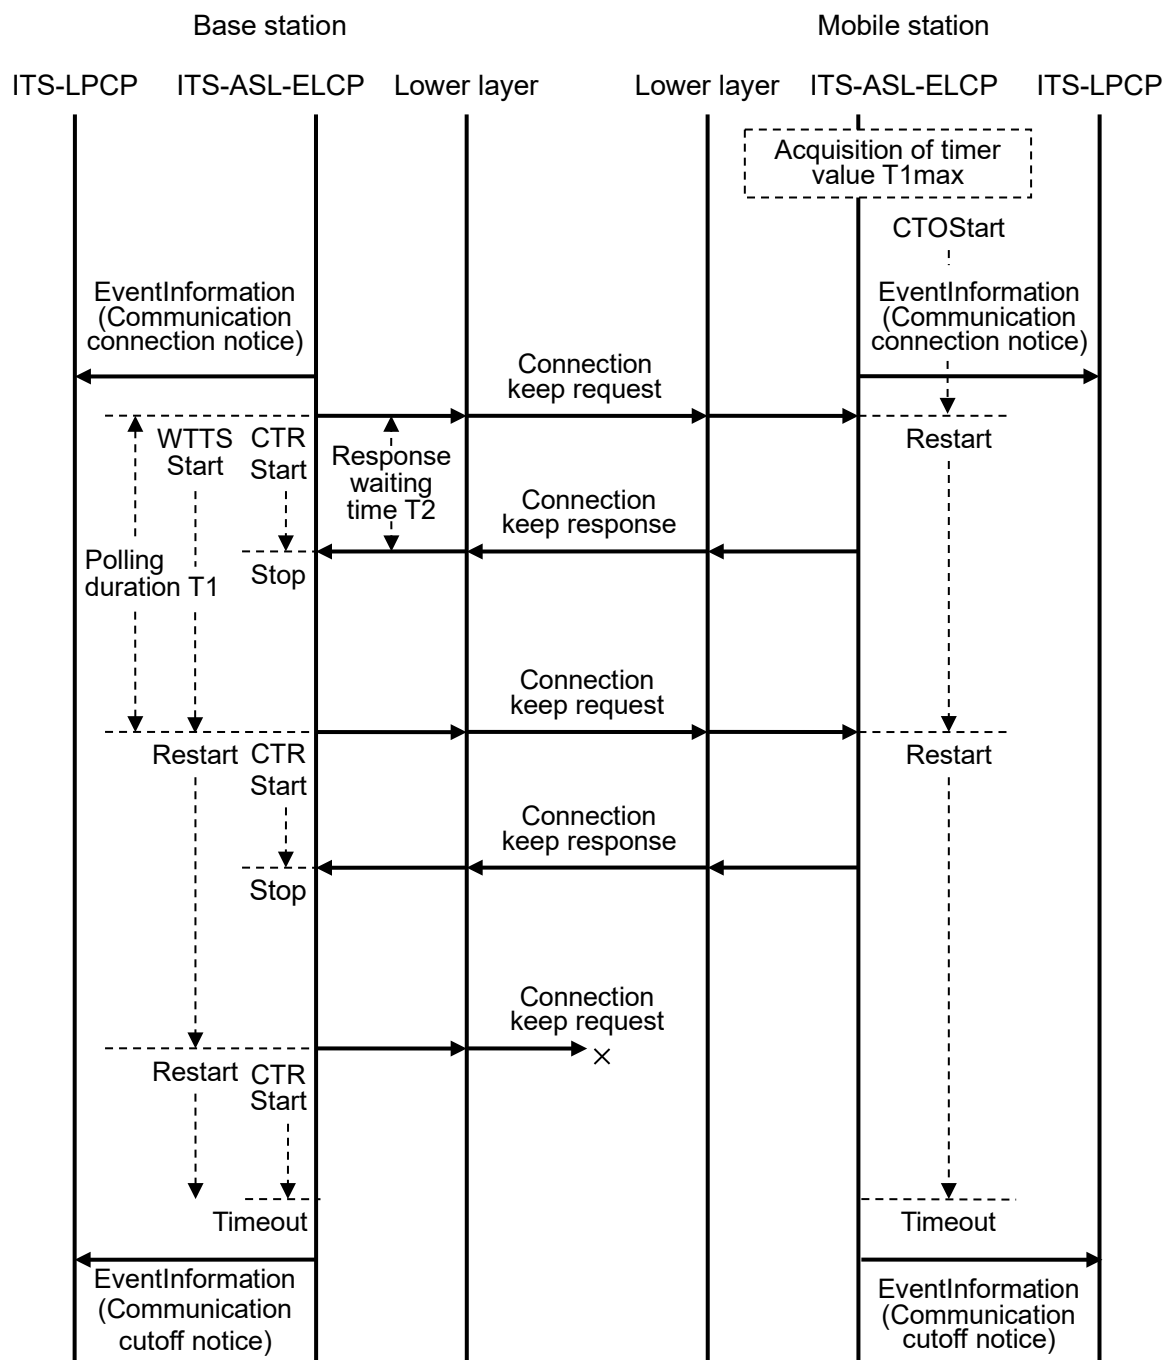 Base station
Mobile station
ITS-LPCP
ITS-ASL-ELCP
Lower layer
Lower layer
ITS-ASL-ELCP
ITS-LPCP
Acquisition of timer
value T1max
CTOStart
EventInformation
(Communication
connection notice)
EventInformation
(Communication
connection notice)
Connection
keep request
WTTS
Start
CTR
Start
Response
waiting
time T2
Restart
Connection
keep response
Polling
duration T1
Stop
Connection
keep request
Restart
CTR
Start
Restart
Connection
keep response
Stop
Connection
keep request
×
Restart
CTR
Start
Timeout
Timeout
EventInformation
(Communication
cutoff notice)
EventInformation
(Communication
cutoff notice)